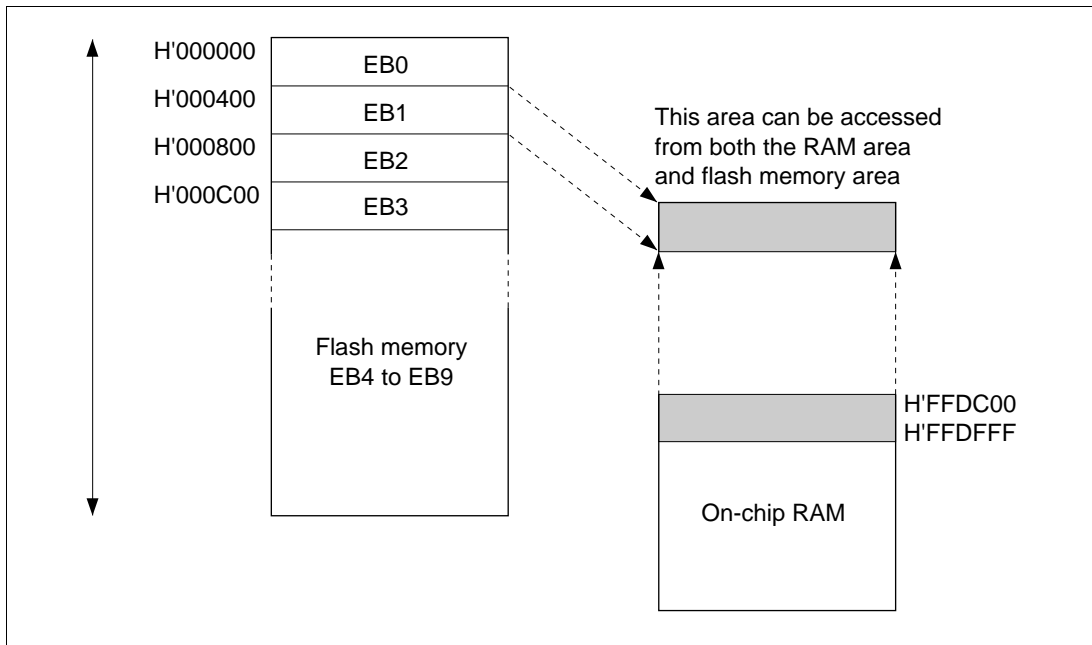 H'000000
EB0
H'000400
EB1
H'000800
EB2
H'000C00
EB3
Flash memory
EB4 to EB9
This area can be accessed
from both the RAM area
and flash memory area
H'FFDC00
H'FFDFFF
On-chip RAM